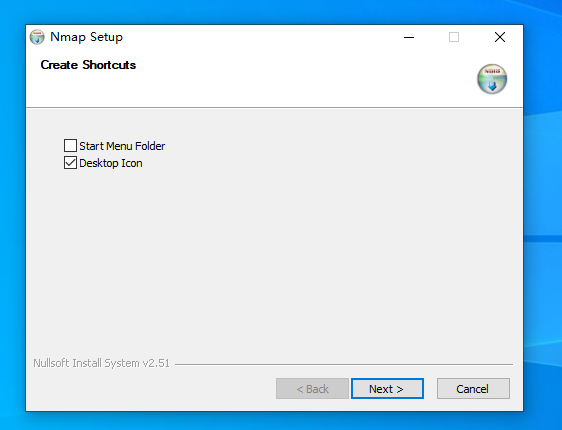 Nmap Setup
Create Shortcuts
Start Menu Folder
Desktop Icon
Nullsoft Install System v2.51
< Back
Next >
Cancel